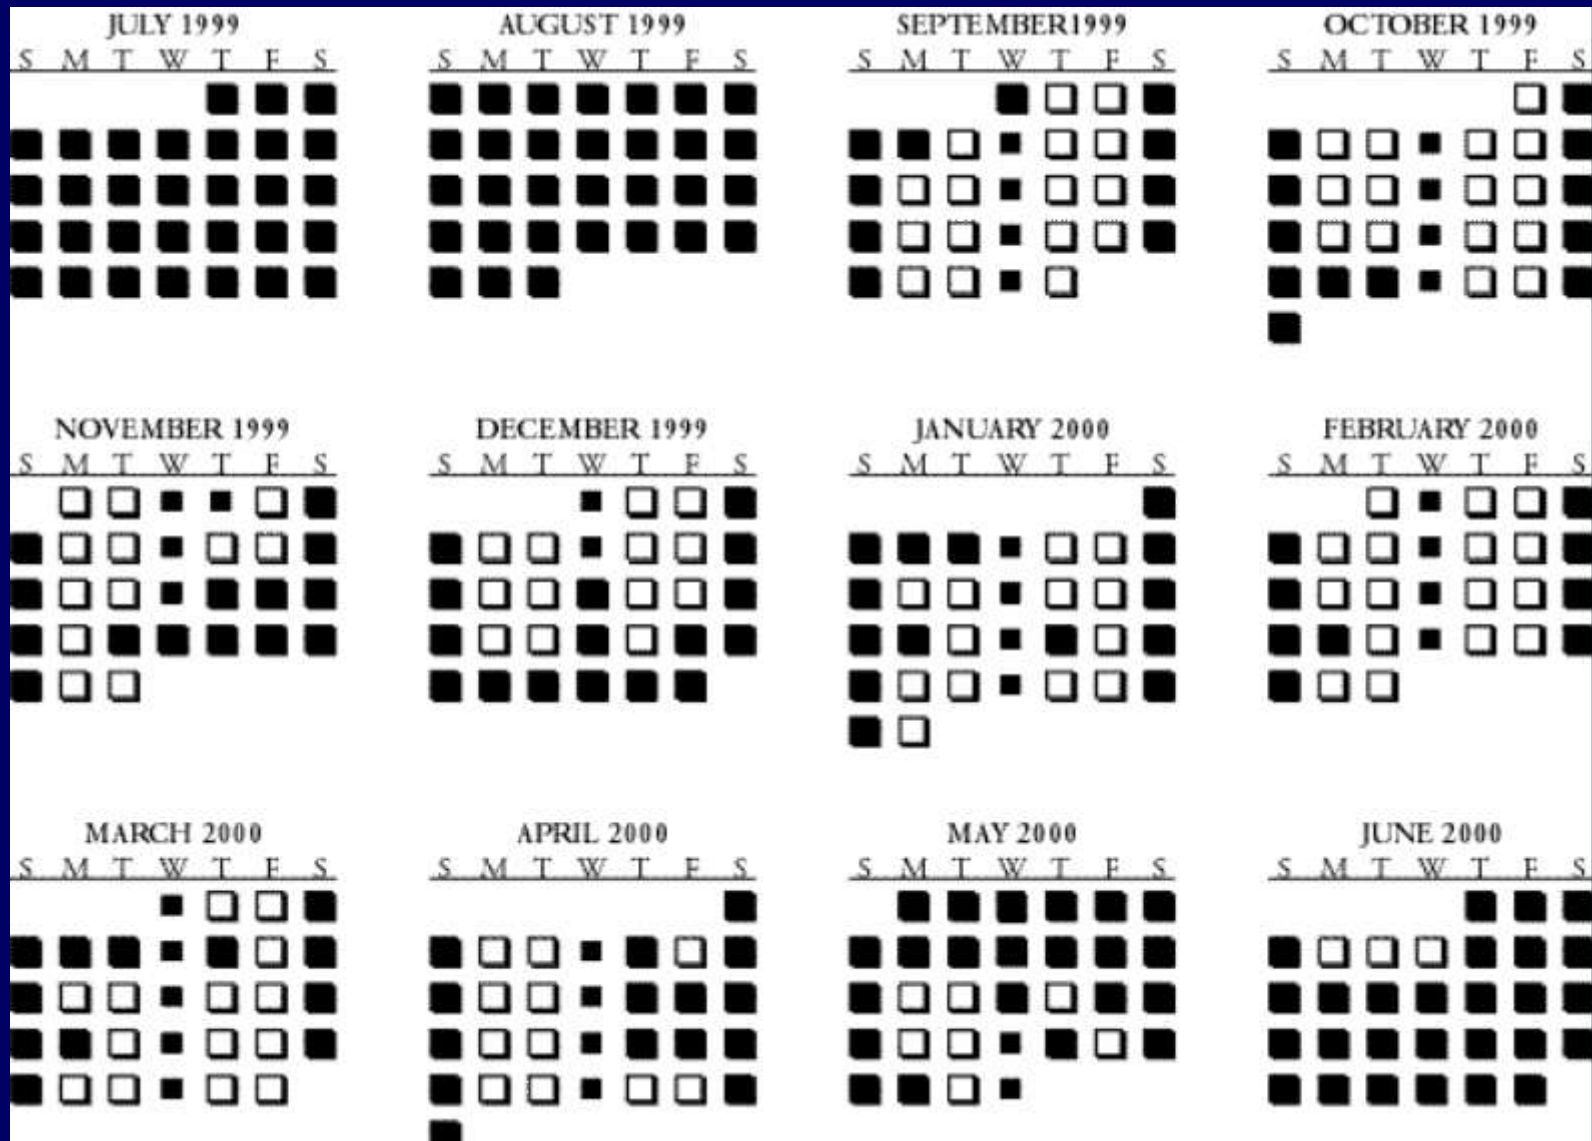 JULY 1999
S M T W T F S
AUGUST 1999
S M T W T F S
SEPTEMBER1999
S M T W T F S
OCTOBER 1999
S M T W T F S
NOVEMBER 1999
S M T W T F S
DECEMBER 1999
S M T W T F S
JANUARY 2000
S M T W T F S
FEBRUARY 2000
S M T W T F S
MARCH 2000
S M T W T F S
APRIL 2000
S M T W T F S
MAY 2000
S M T W T F S
JUNE 2000
S M T W T F S